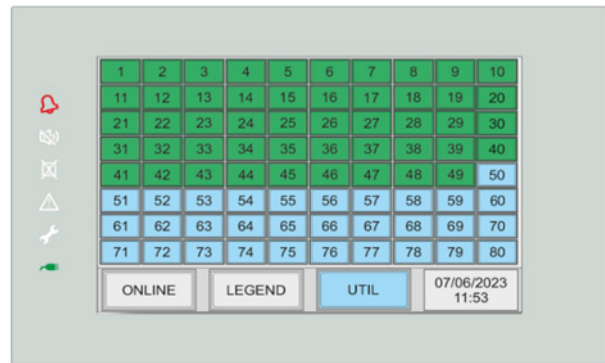 1 2 3 4 5 6 7 8 9 10
11 12 13 14 15 16 17 18 19 20
21 22 23 24 25 26 27 28 29 30
31 32 33 34 35 36 37 38 39 40
41 42 43 44 45 46 47 48 49 50
51 52 53 54 55 56 57 58 59 60
61 62 63 64 65 66 67 68 69 70
71 72 73 74 75 76 77 78 79 80
ONLINE LEGEND UTIL 07/06/2023
11:53